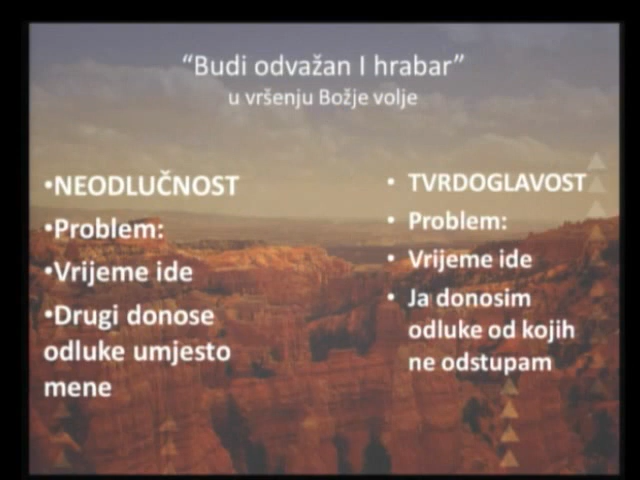 “Budi odvažan I hrabar”
u vršenju Božje volje
•NEODLUČNOST
•Problem:
•Vrijeme ide
•Drugi donose
odluke umjesto
mene
• TVRDOGLAVOST
• Problem:
• Vrijeme ide
• Ja donosim
odluke od kojih
ne odstupam